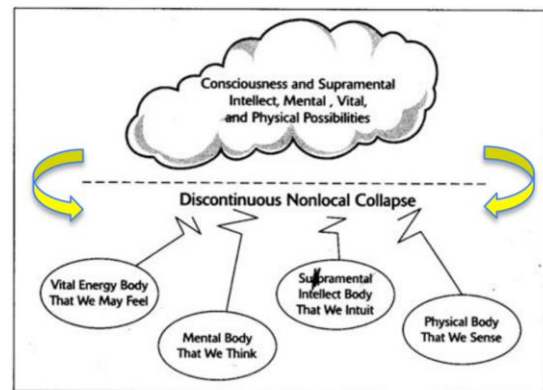 Consciousness and Supramental
Intellect, Mental , Vital,
and Physical Possibilities
Discontinuous Nonlocal Collapse
Vital Energy Body
That We May Feel
Mental Body
That We Think
Supramental
Intellect Body
That We Intuit
Physical Body
That We Sense